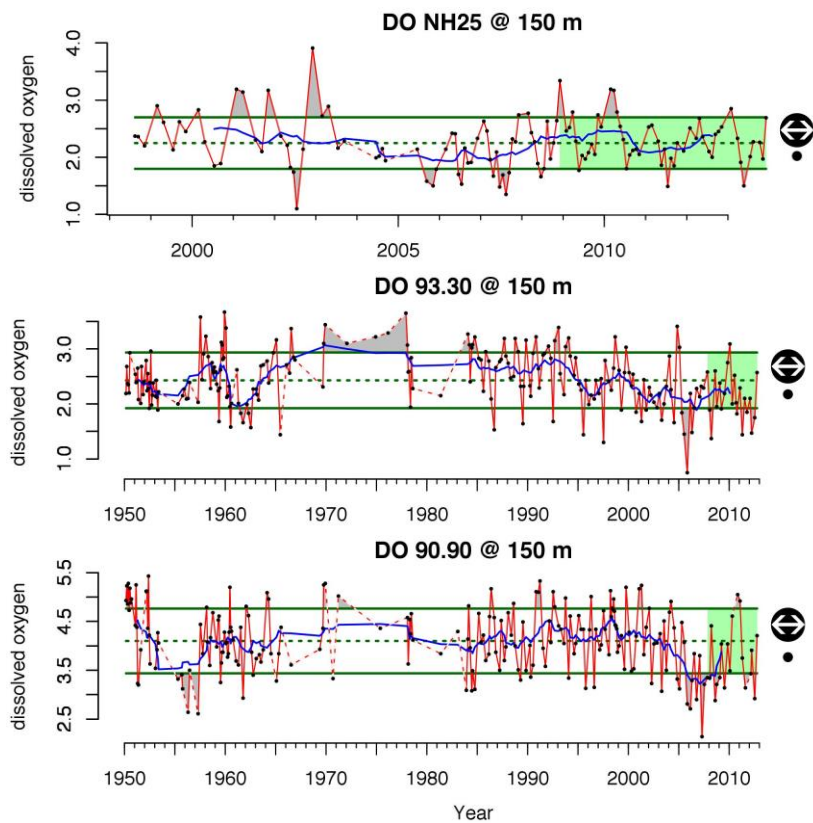 DO NH25 @ 150 m
dissolved oxygen
4.0
3.0
2.0
1.0
2000 2005 2010
DO 93.30 @ 150 m
dissolved oxygen
3.0
2.0
1.0
1950 1960 1970 1980 1990 2000 2010
DO 90.90 @ 150 m
dissolved oxygen
5.5
4.5
3.5
2.5
1950 1960 1970 1980 1990 2000 2010
Year